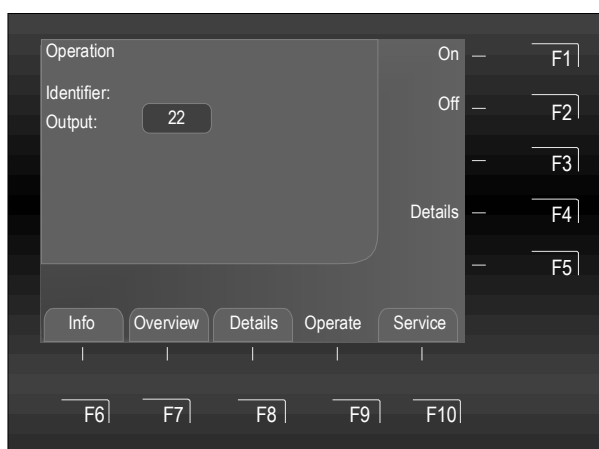 Operation
On F1
Identifier:
Off F2
Output: 22
F3
Details F4
F5
Info Overview Details Operate Service
F6 F7 F8 F9 F10